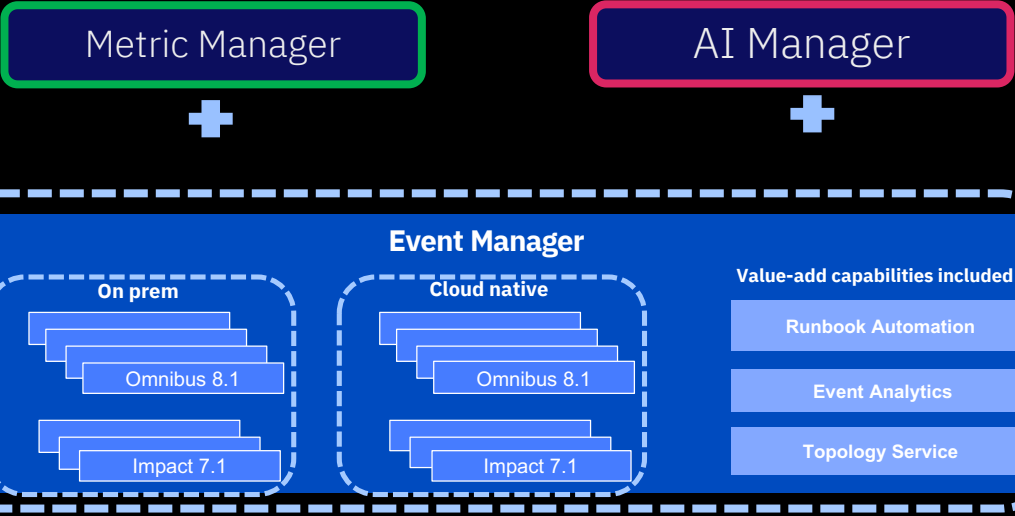 Metric Manager
AI Manager
Event Manager
On prem
Omnibus 8.1
Impact 7.1
Cloud native
Omnibus 8.1
Impact 7.1
Value-add capabilities included
Runbook Automation
Event Analytics
Topology Service